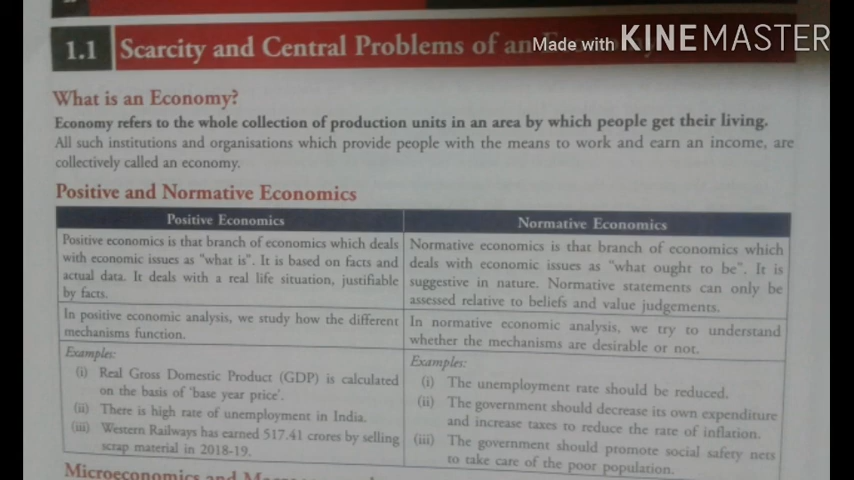 1.1 Scarcity and Central Problems of an
Made with KINEMASTER
What is an Economy?
Economy refers to the whole collection of production units in an area by which people get their living.
All such institutions and organisations which provide people with the means to work and earn an income, are
collectively called an economy.
Positive and Normative Economics
Positive Economics
Positive economics is that branch of economics which deals
with economic issues as "what is". It is based on facts and
actual data. It deals with a real life situation, justifiable
by facts.
In positive economic analysis, we study how the different
mechanisms function.
Examples:
(i) Real Gross Domestic Product (GDP) is calculated
on the basis of 'base year price'.
(ii) There is high rate of unemployment in India.
(iii) Western Railways has earned 517.41 crores by selling
scrap material in 2018-19.
Normative Economics
Normative economics is that branch of economics which
deals with economic issues as "what ought to be". It is
suggestive in nature. Normative statements can only be
assessed relative to beliefs and value judgements.
In normative economic analysis, we try to understand
whether the mechanisms are desirable or not.
Examples:
(i) The unemployment rate should be reduced.
(ii) The government should decrease its own expenditure
and increase taxes to reduce the rate of inflation.
(iii) The government should promote social safety nets
to take care of the poor population.
Microeconomics and